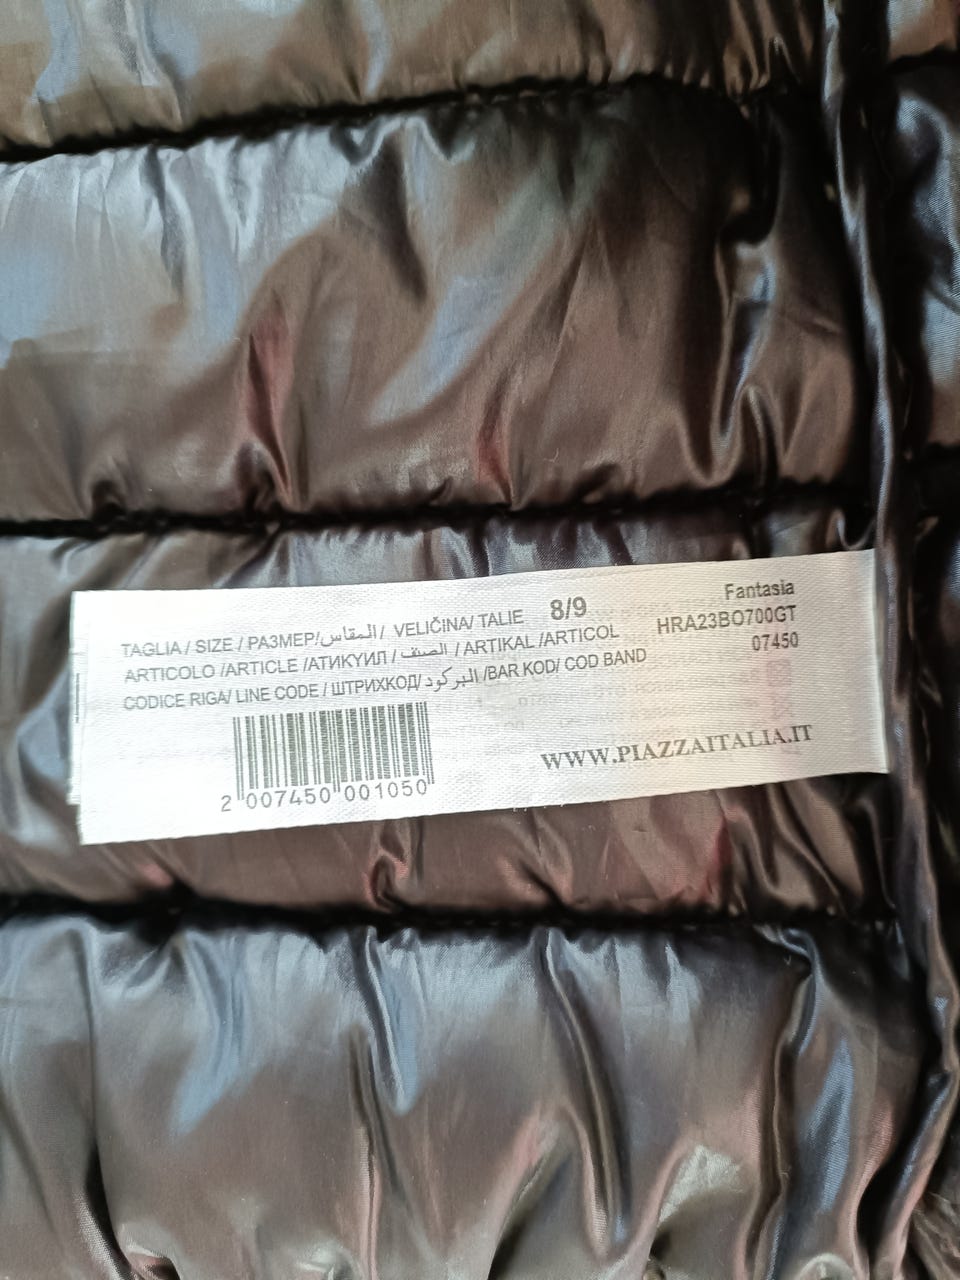 Fantasia
TAGLIA / SIZE / РАЗМЕР/المقاس/ VELIČINA/ TALIE 8/9
HRA23BO700GT
ARTICOLO /ARTICLE /АТИКУИЛ / الصنف / ARTIKAL /ARTICOL
07450
CODICE RIGA/ LINE CODE / ШТРИХКОД/ البركود /BAR KOD/ COD BAND
WWW.PIAZZAITALIA.IT
2 007450 001050